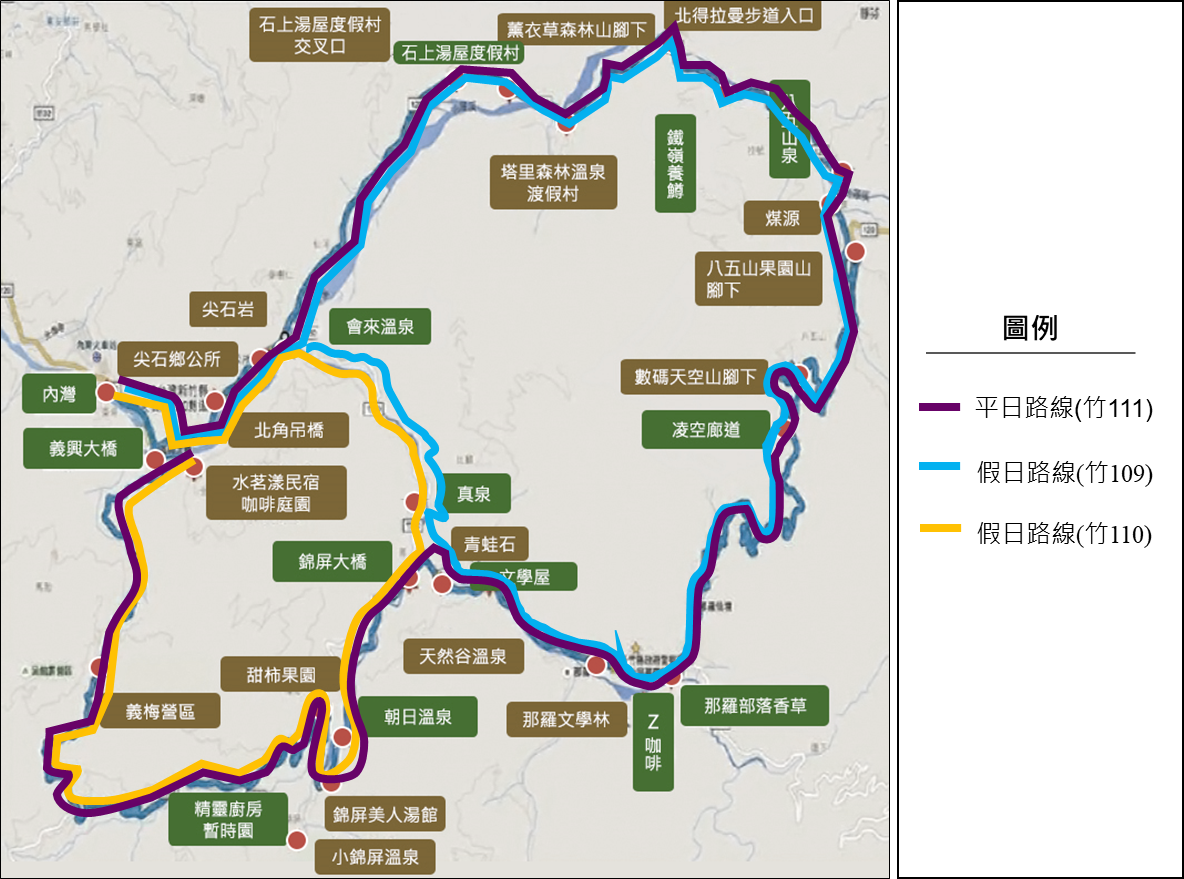 石上湯屋度假村
交叉口
薰衣草森林山腳下
北得拉曼步道入口
石上湯屋度假村
塔里森林溫泉
渡假村
鐵嶺養鱒
五山泉
煤源
八五山果園山
腳下
尖石岩
會來溫泉
尖石鄉公所
內灣
數碼天空山腳下
凌空廊道
北角吊橋
義興大橋
水茗漾民宿
咖啡庭園
真泉
青蛙石
錦屏大橋
文學屋
天然谷溫泉
甜柿果園
義梅營區
朝日溫泉
那羅文學林
Z咖啡
那羅部落香草
精靈廚房
暫時園
錦屏美人湯館
小錦屏溫泉
120
圖例
平日路線(竹111)
假日路線(竹109)
假日路線(竹110)